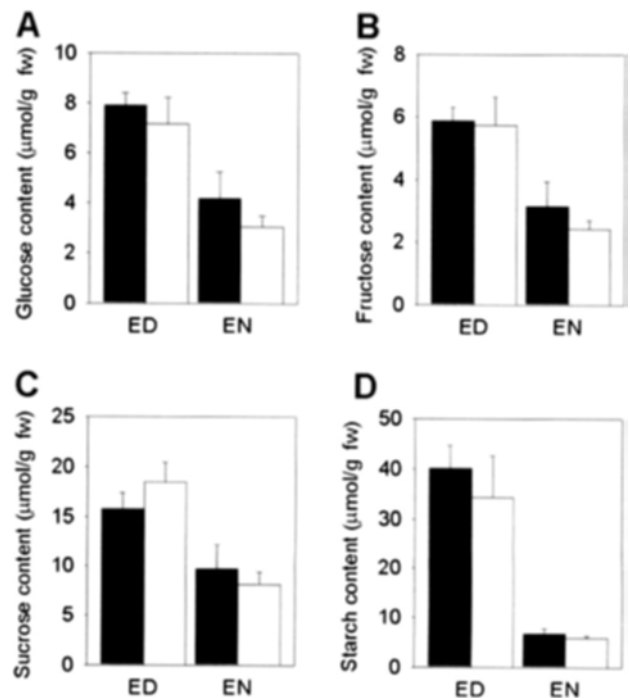 A
Glucose content (μmol/g fw)
10
8
6
4
2
0
ED EN
B
Fructose content (μmol/g fw)
8
6
4
2
0
ED EN
C
Sucrose content (μmol/g fw)
25
20
15
10
5
0
ED EN
D
Starch content (μmol/g fw)
50
40
30
20
10
0
ED EN